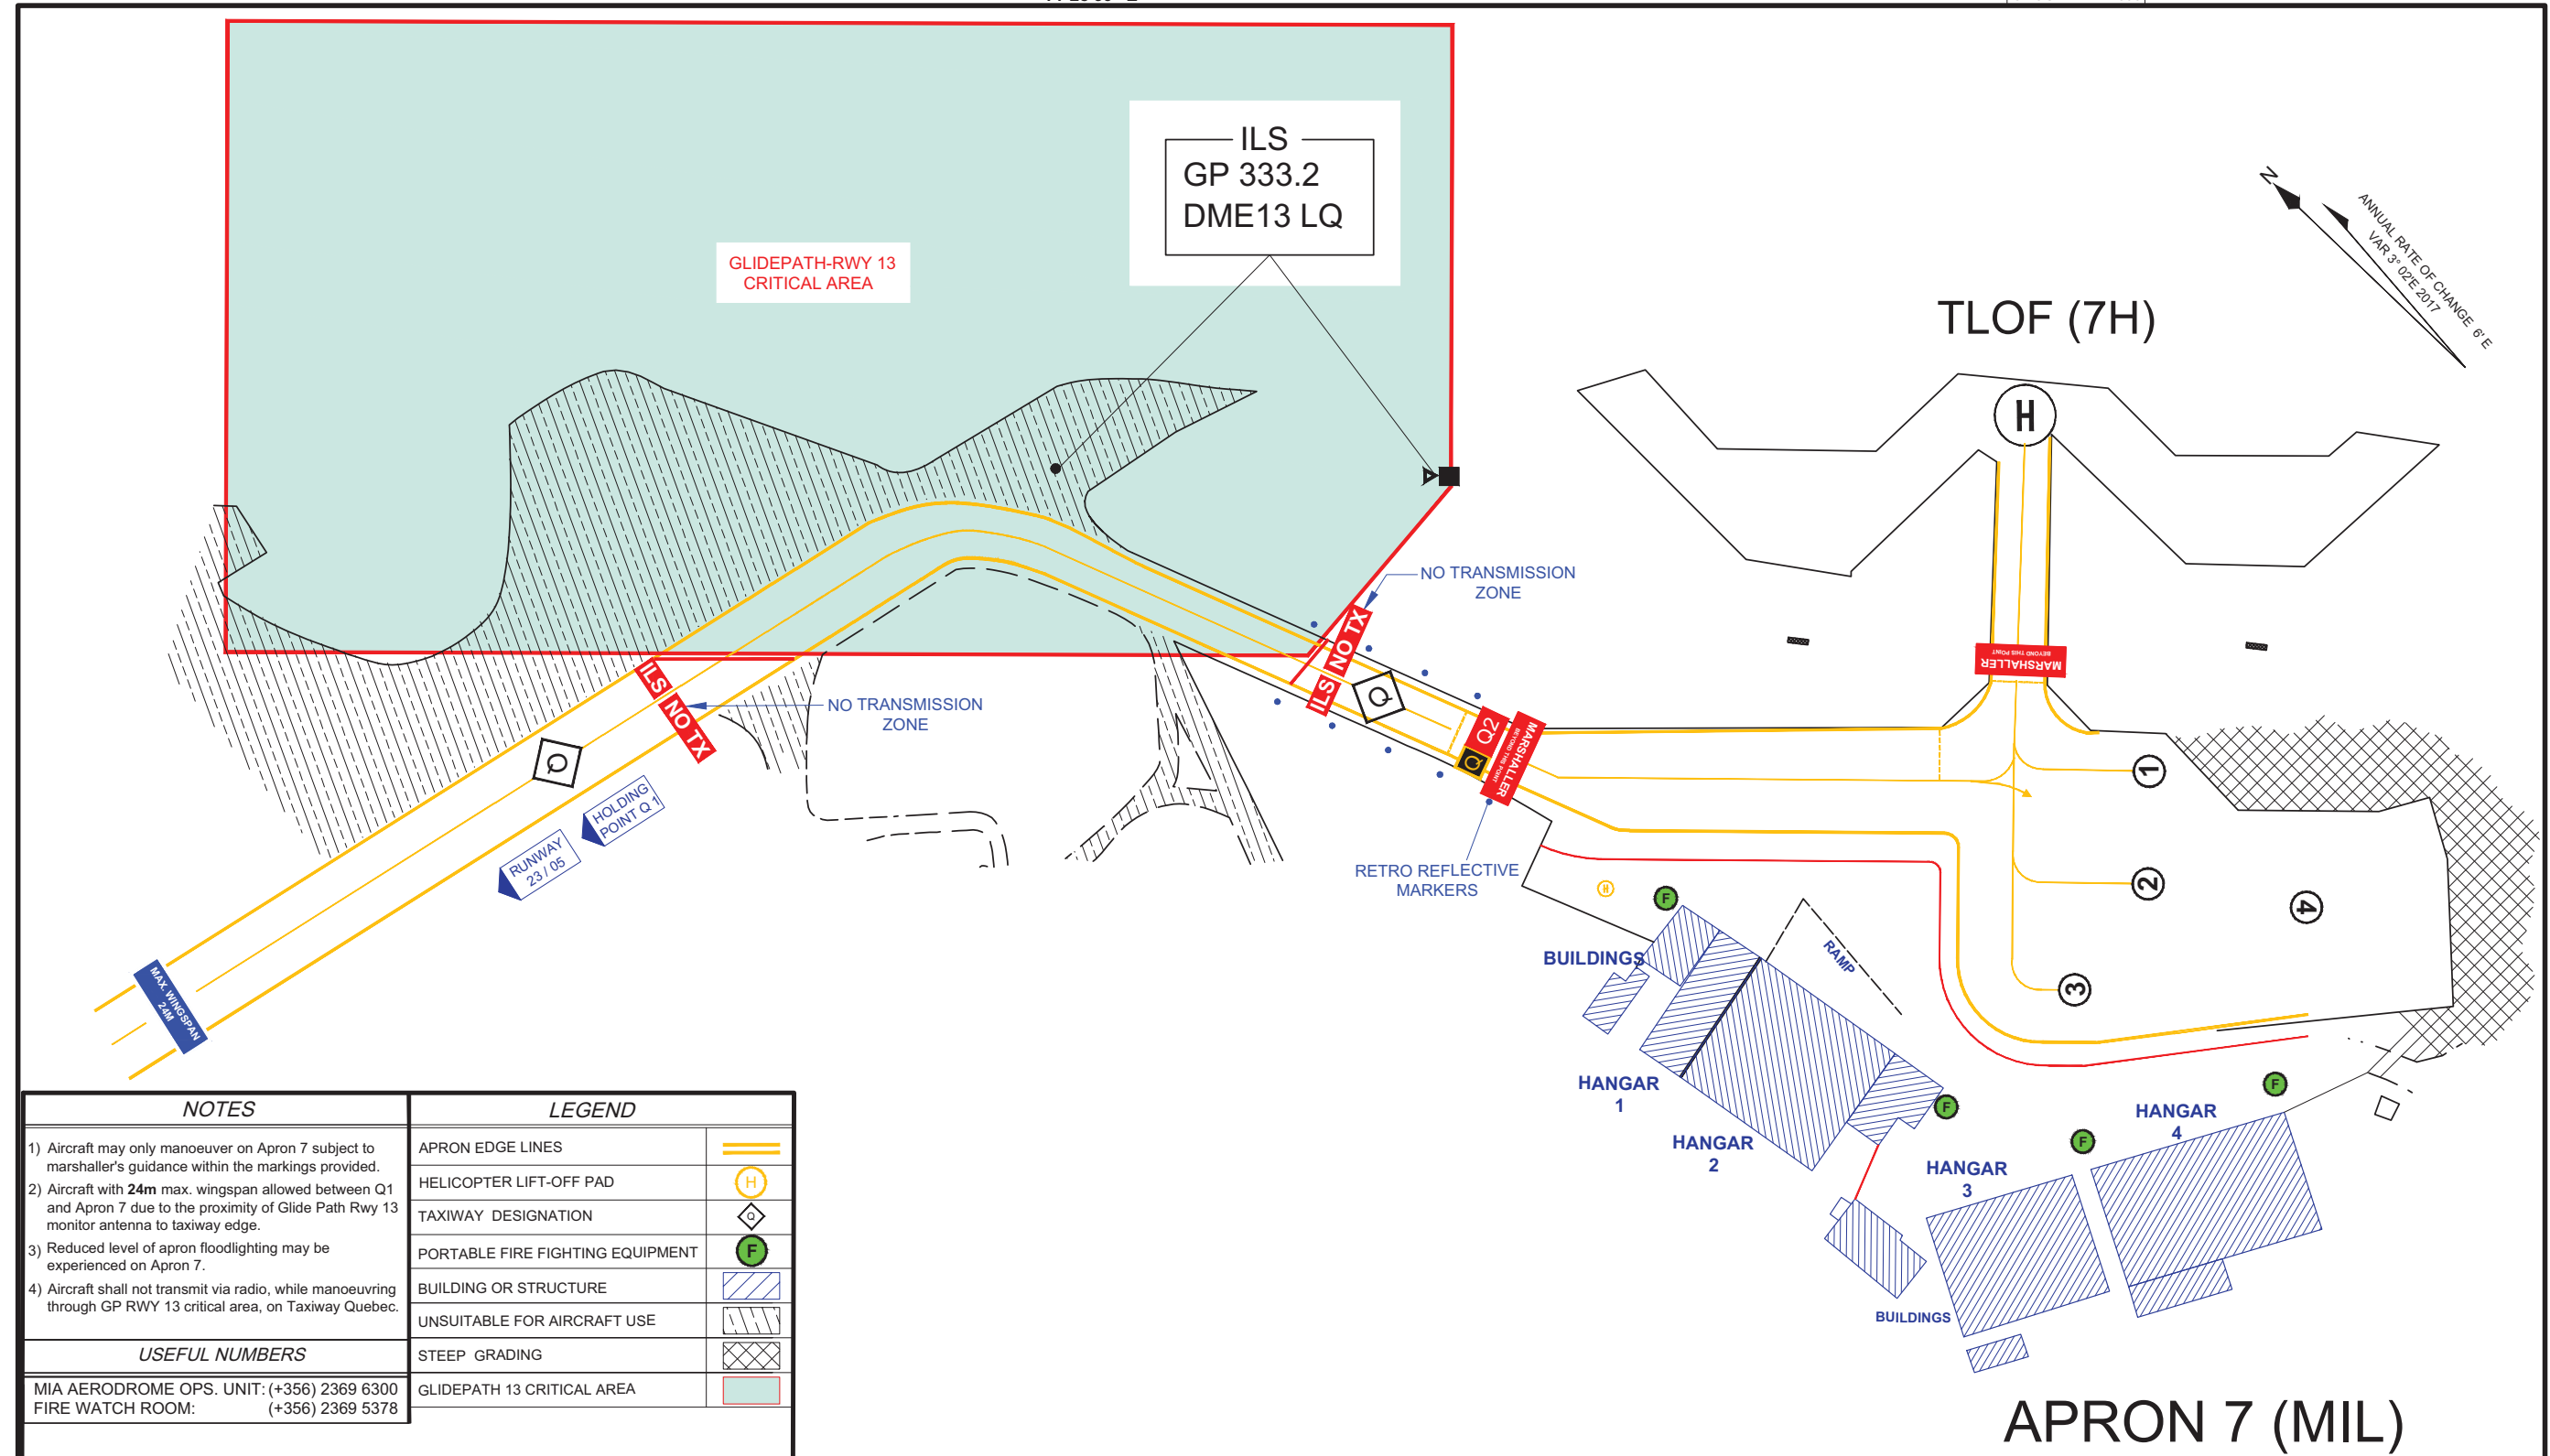 ILS
GP 333.2
DME13 LQ
GLIDEPATH-RWY 13
CRITICAL AREA
N
ANNUAL RATE OF CHANGE 6' E
VAR 3° 02'E 2017
TLOF (7H)
H
NO TRANSMISSION
ZONE
ILS NO TX
Q
NO TRANSMISSION
ZONE
ILS NO TX
Q
Q2
Q
MARSHALLER
BEYOND THIS POINT
MARSHALLER
BEYOND THIS POINT
HOLDING
POINT Q 1
RUNWAY
23 / 05
MAX. WINGSPAN
24M
RETRO REFLECTIVE
MARKERS
1
2
3
4
H
F
BUILDINGS
RAMP
HANGAR
1
HANGAR
2
F
F
F
HANGAR
3
HANGAR
4
BUILDINGS
APRON 7 (MIL)
NOTES
1) Aircraft may only manoeuver on Apron 7 subject to
marshaller's guidance within the markings provided.
2) Aircraft with 24m max. wingspan allowed between Q1
and Apron 7 due to the proximity of Glide Path Rwy 13
monitor antenna to taxiway edge.
3) Reduced level of apron floodlighting may be
experienced on Apron 7.
4) Aircraft shall not transmit via radio, while manoeuvring
through GP RWY 13 critical area, on Taxiway Quebec.
USEFUL NUMBERS
MIA AERODROME OPS. UNIT: (+356) 2369 6300
FIRE WATCH ROOM: (+356) 2369 5378
LEGEND
APRON EDGE LINES
HELICOPTER LIFT-OFF PAD H
TAXIWAY DESIGNATION Q
PORTABLE FIRE FIGHTING EQUIPMENT F
BUILDING OR STRUCTURE
UNSUITABLE FOR AIRCRAFT USE
STEEP GRADING
GLIDEPATH 13 CRITICAL AREA